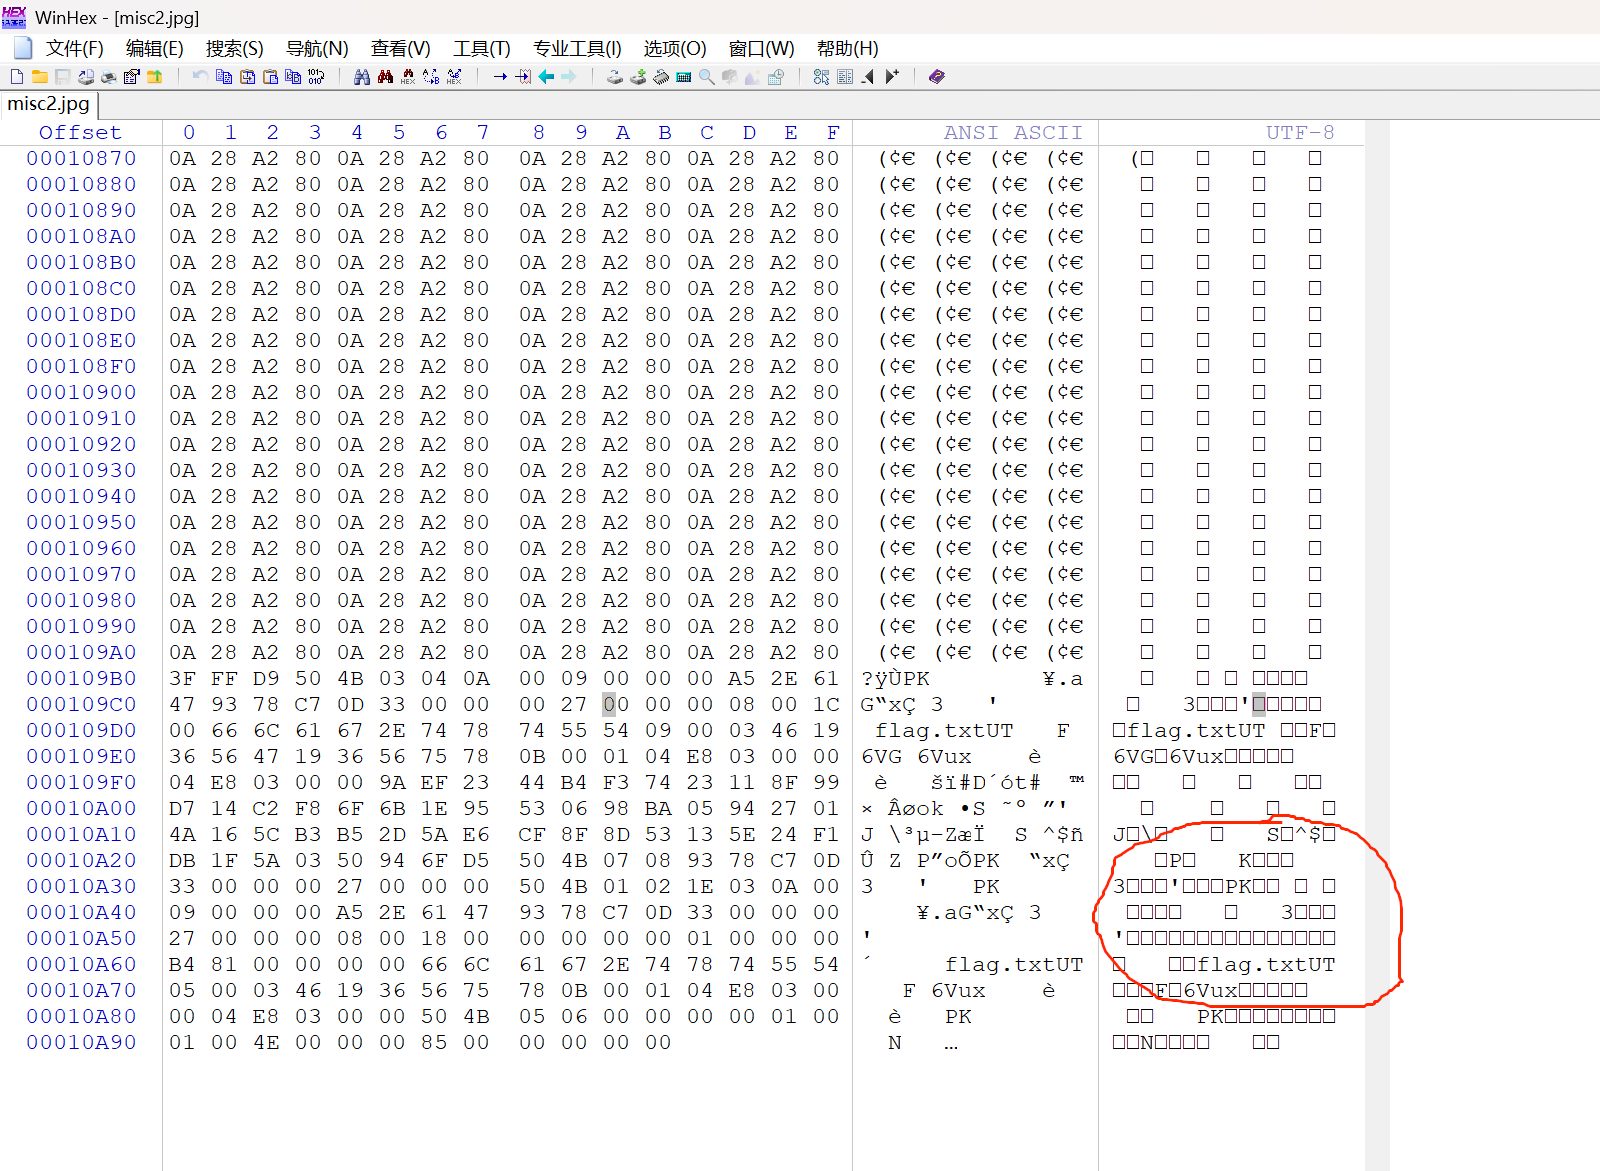 WinHex - [misc2.jpg]
文件(F) 编辑(E) 搜索(S) 导航(N) 查看(V) 工具(T) 专业工具(I) 选项(O) 窗口(W) 帮助(H)
misc2.jpg
Offset 0 1 2 3 4 5 6 7 8 9 A B C D E F ANSI ASCII UTF-8
00010870 0A 28 A2 80 0A 28 A2 80 0A 28 A2 80 0A 28 A2 80 (¢€ (¢€ (¢€ (¢€ (□ □ □ □
00010880 0A 28 A2 80 0A 28 A2 80 0A 28 A2 80 0A 28 A2 80 (¢€ (¢€ (¢€ (¢€ □ □ □ □
00010890 0A 28 A2 80 0A 28 A2 80 0A 28 A2 80 0A 28 A2 80 (¢€ (¢€ (¢€ (¢€ □ □ □ □
000108A0 0A 28 A2 80 0A 28 A2 80 0A 28 A2 80 0A 28 A2 80 (¢€ (¢€ (¢€ (¢€ □ □ □ □
000108B0 0A 28 A2 80 0A 28 A2 80 0A 28 A2 80 0A 28 A2 80 (¢€ (¢€ (¢€ (¢€ □ □ □ □
000108C0 0A 28 A2 80 0A 28 A2 80 0A 28 A2 80 0A 28 A2 80 (¢€ (¢€ (¢€ (¢€ □ □ □ □
000108D0 0A 28 A2 80 0A 28 A2 80 0A 28 A2 80 0A 28 A2 80 (¢€ (¢€ (¢€ (¢€ □ □ □ □
000108E0 0A 28 A2 80 0A 28 A2 80 0A 28 A2 80 0A 28 A2 80 (¢€ (¢€ (¢€ (¢€ □ □ □ □
000108F0 0A 28 A2 80 0A 28 A2 80 0A 28 A2 80 0A 28 A2 80 (¢€ (¢€ (¢€ (¢€ □ □ □ □
00010900 0A 28 A2 80 0A 28 A2 80 0A 28 A2 80 0A 28 A2 80 (¢€ (¢€ (¢€ (¢€ □ □ □ □
00010910 0A 28 A2 80 0A 28 A2 80 0A 28 A2 80 0A 28 A2 80 (¢€ (¢€ (¢€ (¢€ □ □ □ □
00010920 0A 28 A2 80 0A 28 A2 80 0A 28 A2 80 0A 28 A2 80 (¢€ (¢€ (¢€ (¢€ □ □ □ □
00010930 0A 28 A2 80 0A 28 A2 80 0A 28 A2 80 0A 28 A2 80 (¢€ (¢€ (¢€ (¢€ □ □ □ □
00010940 0A 28 A2 80 0A 28 A2 80 0A 28 A2 80 0A 28 A2 80 (¢€ (¢€ (¢€ (¢€ □ □ □ □
00010950 0A 28 A2 80 0A 28 A2 80 0A 28 A2 80 0A 28 A2 80 (¢€ (¢€ (¢€ (¢€ □ □ □ □
00010960 0A 28 A2 80 0A 28 A2 80 0A 28 A2 80 0A 28 A2 80 (¢€ (¢€ (¢€ (¢€ □ □ □ □
00010970 0A 28 A2 80 0A 28 A2 80 0A 28 A2 80 0A 28 A2 80 (¢€ (¢€ (¢€ (¢€ □ □ □ □
00010980 0A 28 A2 80 0A 28 A2 80 0A 28 A2 80 0A 28 A2 80 (¢€ (¢€ (¢€ (¢€ □ □ □ □
00010990 0A 28 A2 80 0A 28 A2 80 0A 28 A2 80 0A 28 A2 80 (¢€ (¢€ (¢€ (¢€ □ □ □ □
000109A0 0A 28 A2 80 0A 28 A2 80 0A 28 A2 80 0A 28 A2 80 (¢€ (¢€ (¢€ (¢€ □ □ □ □
000109B0 3F FF D9 50 4B 03 04 0A 00 09 00 00 00 A5 2E 61 ?ÿÙPK ¥.a □ □ □ □□□□
000109C0 47 93 78 C7 0D 33 00 00 00 27 00 00 00 08 00 1C G“xÇ 3 ' □ 3□□□'□□□□□
000109D0 00 66 6C 61 67 2E 74 78 74 55 54 09 00 03 46 19 flag.txtUT F □flag.txtUT □□F□
000109E0 36 56 47 19 36 56 75 78 0B 00 01 04 E8 03 00 00 6VG 6Vux è 6VG□6Vux□□□□□
000109F0 04 E8 03 00 00 9A EF 23 44 B4 F3 74 23 11 8F 99 è šï#D´ót# ™ □□ □ □ □□
00010A00 D7 14 C2 F8 6F 6B 1E 95 53 06 98 BA 05 94 27 01 × Âøok •S ˜º ”' □ □ □ □
00010A10 4A 16 5C B3 B5 2D 5A E6 CF 8F 8D 53 13 5E 24 F1 J \³µ-ZæÏ S ^$ñ J□\□ □ S□^$□
00010A20 DB 1F 5A 03 50 94 6F D5 50 4B 07 08 93 78 C7 0D Û Z P”oÕPK “xÇ □P□ K□□□
00010A30 33 00 00 00 27 00 00 00 50 4B 01 02 1E 03 0A 00 3 ' PK 3□□□'□□□PK□□ □ □
00010A40 09 00 00 00 A5 2E 61 47 93 78 C7 0D 33 00 00 00 ¥.aG“xÇ 3 □□□□ □ 3□□□
00010A50 27 00 00 00 08 00 18 00 00 00 00 00 01 00 00 00 ' '□□□□□□□□□□□□□□□
00010A60 B4 81 00 00 00 00 66 6C 61 67 2E 74 78 74 55 54 ´ flag.txtUT □ □□flag.txtUT
00010A70 05 00 03 46 19 36 56 75 78 0B 00 01 04 E8 03 00 F 6Vux è □□□F□6Vux□□□□□
00010A80 00 04 E8 03 00 00 50 4B 05 06 00 00 00 00 01 00 è PK □□ PK□□□□□□□□
00010A90 01 00 4E 00 00 00 85 00 00 00 00 00 N … □□N□□□□ □□